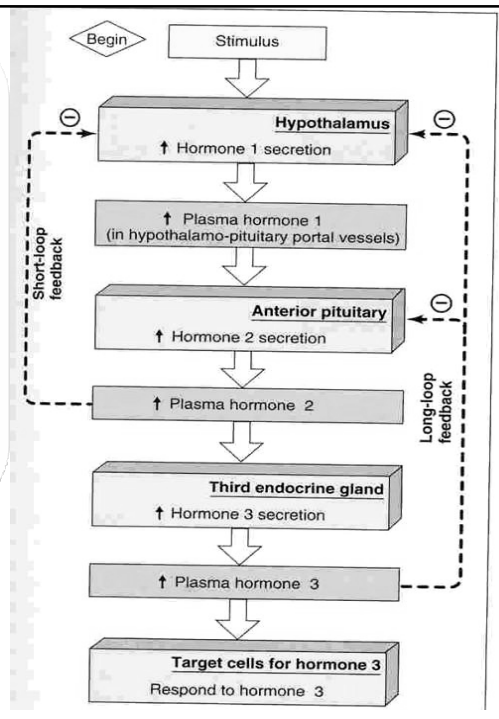 Begin
Stimulus
Hypothalamus
↑ Hormone 1 secretion
↑ Plasma hormone 1
(in hypothalamo-pituitary portal vessels)
Anterior pituitary
↑ Hormone 2 secretion
↑ Plasma hormone 2
Third endocrine gland
↑ Hormone 3 secretion
↑ Plasma hormone 3
Target cells for hormone 3
Respond to hormone 3
Short-loop
feedback
Long-loop
feedback
⊖
⊖
⊖